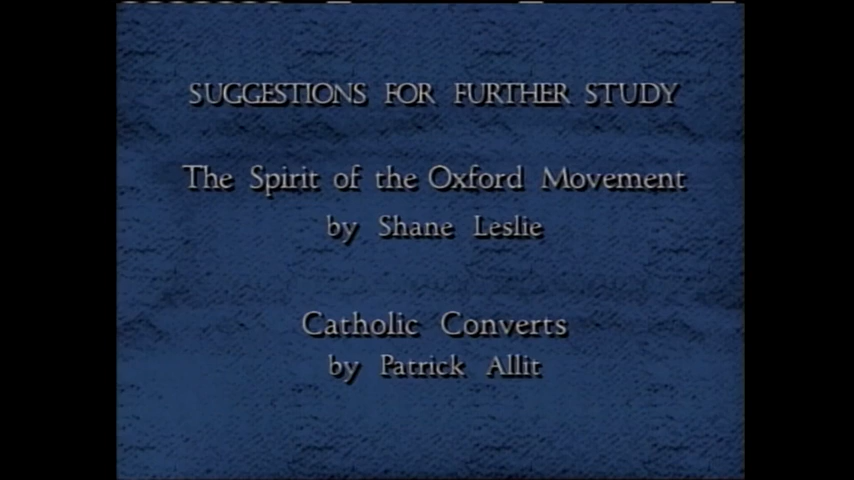 SUGGESTIONS FOR FURTHER STUDY
The Spirit of the Oxford Movement
by Shane Leslie
Catholic Converts
by Patrick Allit